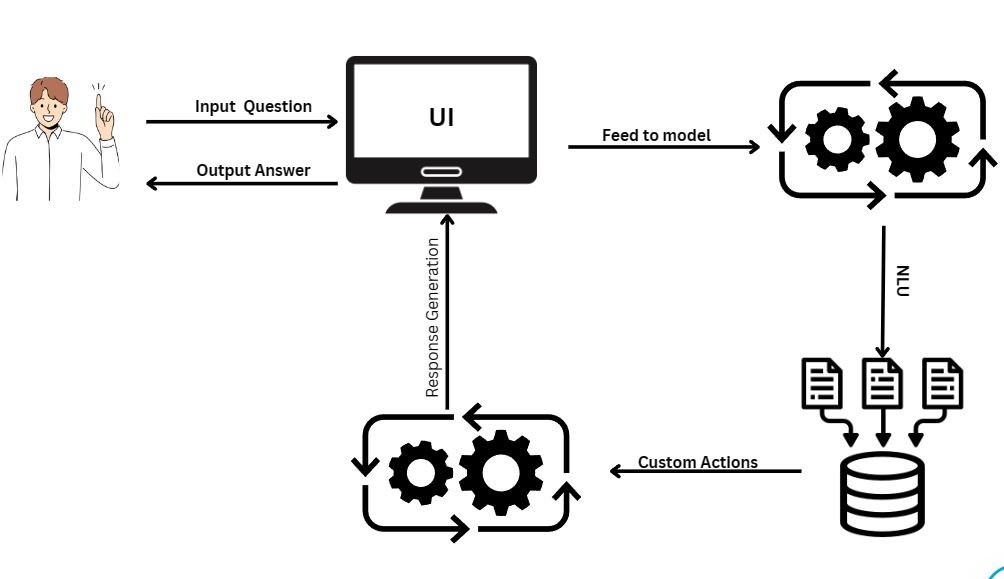 Input Question
UI
Feed to model
Output Answer
NLU
Response Generation
Custom Actions